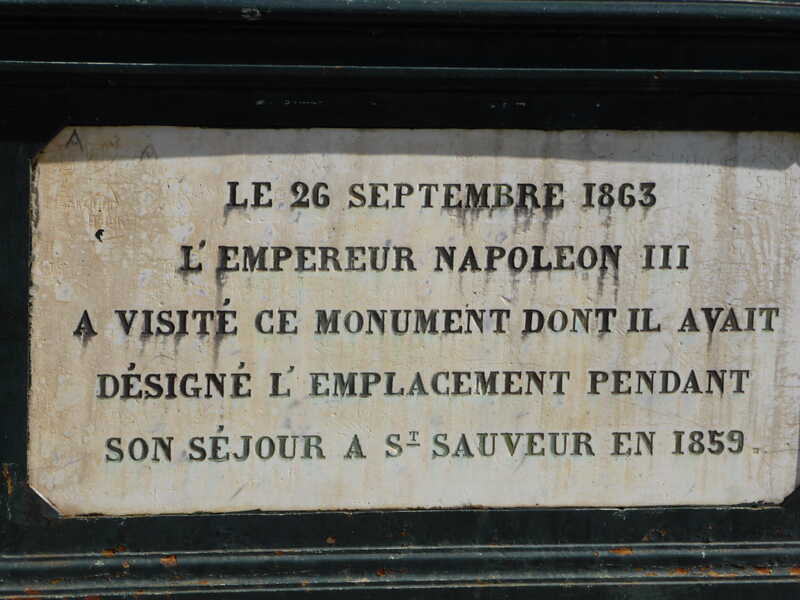 LE 26 SEPTEMBRE 1863
L'EMPEREUR NAPOLEON III
A VISITÉ CE MONUMENT DONT IL AVAIT
DÉSIGNÉ L'EMPLACEMENT PENDANT
SON SÉJOUR A ST SAUVEUR EN 1859.